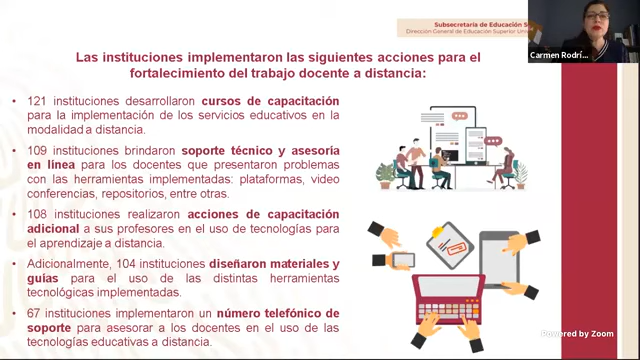 Subsecretaría de Educación
Dirección General de Educación Superior
Carmen Rodrí...
Las instituciones implementaron las siguientes acciones para el
fortalecimiento del trabajo docente a distancia:
• 121 instituciones desarrollaron cursos de capacitación
para la implementación de los servicios educativos en la
modalidad a distancia.
• 109 instituciones brindaron soporte técnico y asesoría
en linea para los docentes que presentaron problemas
con las herramientas implementadas: plataformas, video
conferencias, repositorios, entre otras.
• 108 instituciones realizaron acciones de capacitación
adicional a sus profesores en el uso de tecnologías para
el aprendizaje a distancia.
• Adicionalmente, 104 instituciones diseñaron materiales y
guías para el uso de las distintas herramientas
tecnológicas implementadas.
• 67 instituciones implementaron un número telefónico de
soporte para asesorar a los docentes en el uso de las
tecnologías educativas a distancia.
Powered by Zoom